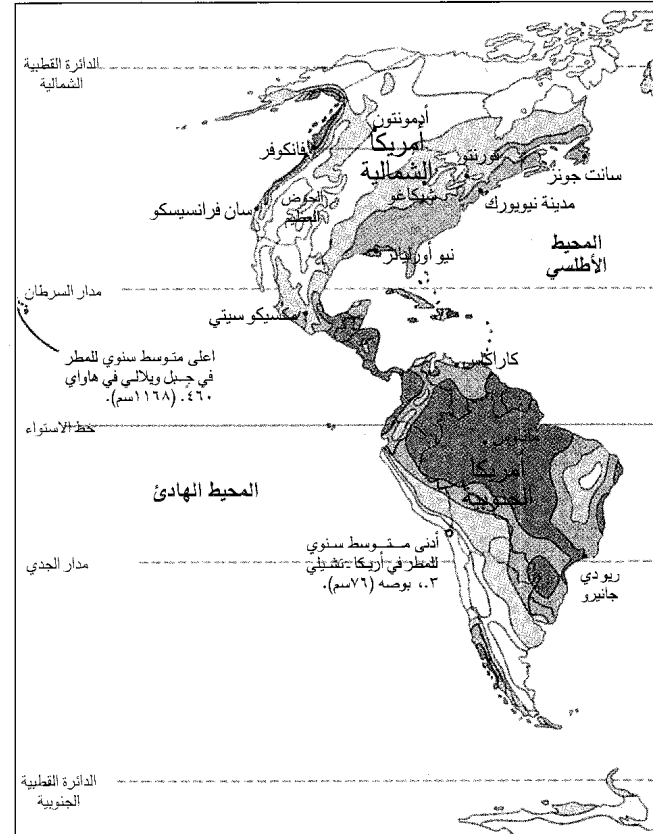 الدائرة القطبية
الشمالية
أدمونتون
أمريكا
الشمالية
فانكوفر
تورنتو
سانت جونز
شيكاغو
مدينة نيويورك
الحوض
العظيم
سان فرانسيسكو
المحيط
الأطلسي
نيو أورليانز
مدار السرطان
مكسيكو سيتي
اعلى متوسط سنوي للمطر
في جبل ويلالي في هاواي
٤٦٠. (١١٦٨سم).
كاراكاس
خط الاستواء
ماناوس
أمريكا
الجنوبية
المحيط الهادئ
أدنى متوسط سنوي
للمطر في أريكا - تشيلي
٠٣، بوصه (٧٦سم).
مدار الجدي
ريو دي
جانيرو
الدائرة القطبية
الجنوبية